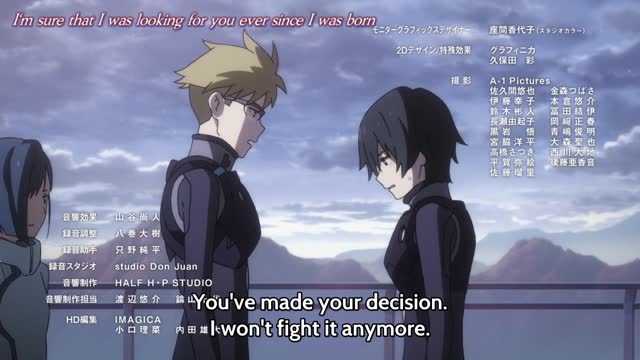 I'm sure that I was looking for you ever since I was born
モニターグラフィックスデザイナー 座間香代子(スタジオカラー)
2Dデザイン/特殊効果 グラフィニカ
久保田 彩
撮影 A-1 Pictures
佐久間悠也 金森つばさ
伊藤幸子 本倉悠介
鈴木彬人 冨田結伊
長瀬由起子 岡﨑正春
黒岩 悟 青嶋俊明
宮脇洋平 大森聖也
高橋さつき 西川大地
平賀弥絵 後藤亜香音
佐藤瑠里
音響効果 山谷尚人
録音調整 八巻大樹
録音助手 只野純平
録音スタジオ studio Don Juan
音響制作 HALF H・P STUDIO
音響制作担当 渡辺悠介
HD編集 IMAGICA
小口理菜 内田雄
You've made your decision.
I won't fight it anymore.